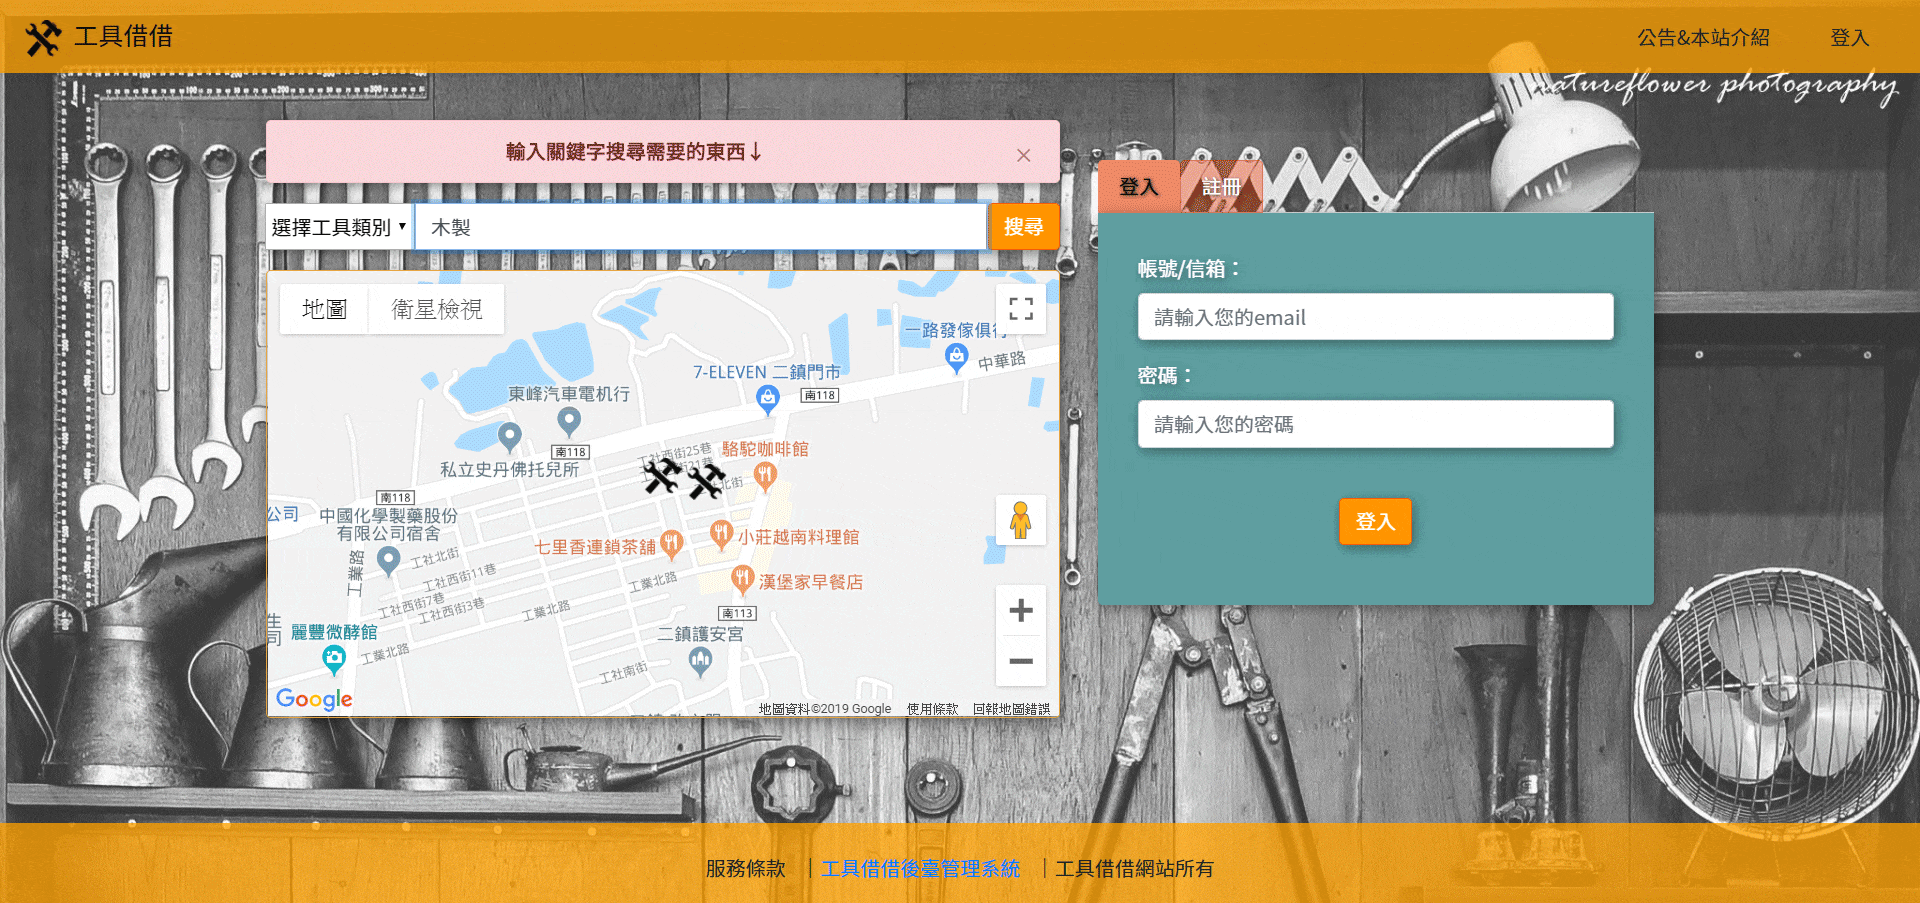 工具借借
公告&本站介紹
登入
natureflower photography
輸入關鍵字搜尋需要的東西↓
×
選擇工具類別
木製
搜尋
地圖
衛星檢視
一路發傢俱行
中華路
7-ELEVEN 二鎮門市
南118
東峰汽車電机行
南118
私立史丹佛托兒所
工社西街25巷
駱駝咖啡館
南118
公司
中國化學製藥股份
有限公司宿舍
七里香連鎖茶舖
小莊越南料理館
工社北街
工業路
工社西街11巷
工業北路
漢堡家早餐店
工社西街7巷
工社西街3巷
工業北路
南113
生
司
麗豐微酵館
工業北路
二鎮護安宮
工社南街
Google
地圖資料©2019 Google
使用條款
回報地圖錯誤
登入
註冊
帳號/信箱：
請輸入您的email
密碼：
請輸入您的密碼
登入
服務條款 | 工具借借後臺管理系統 | 工具借借網站所有